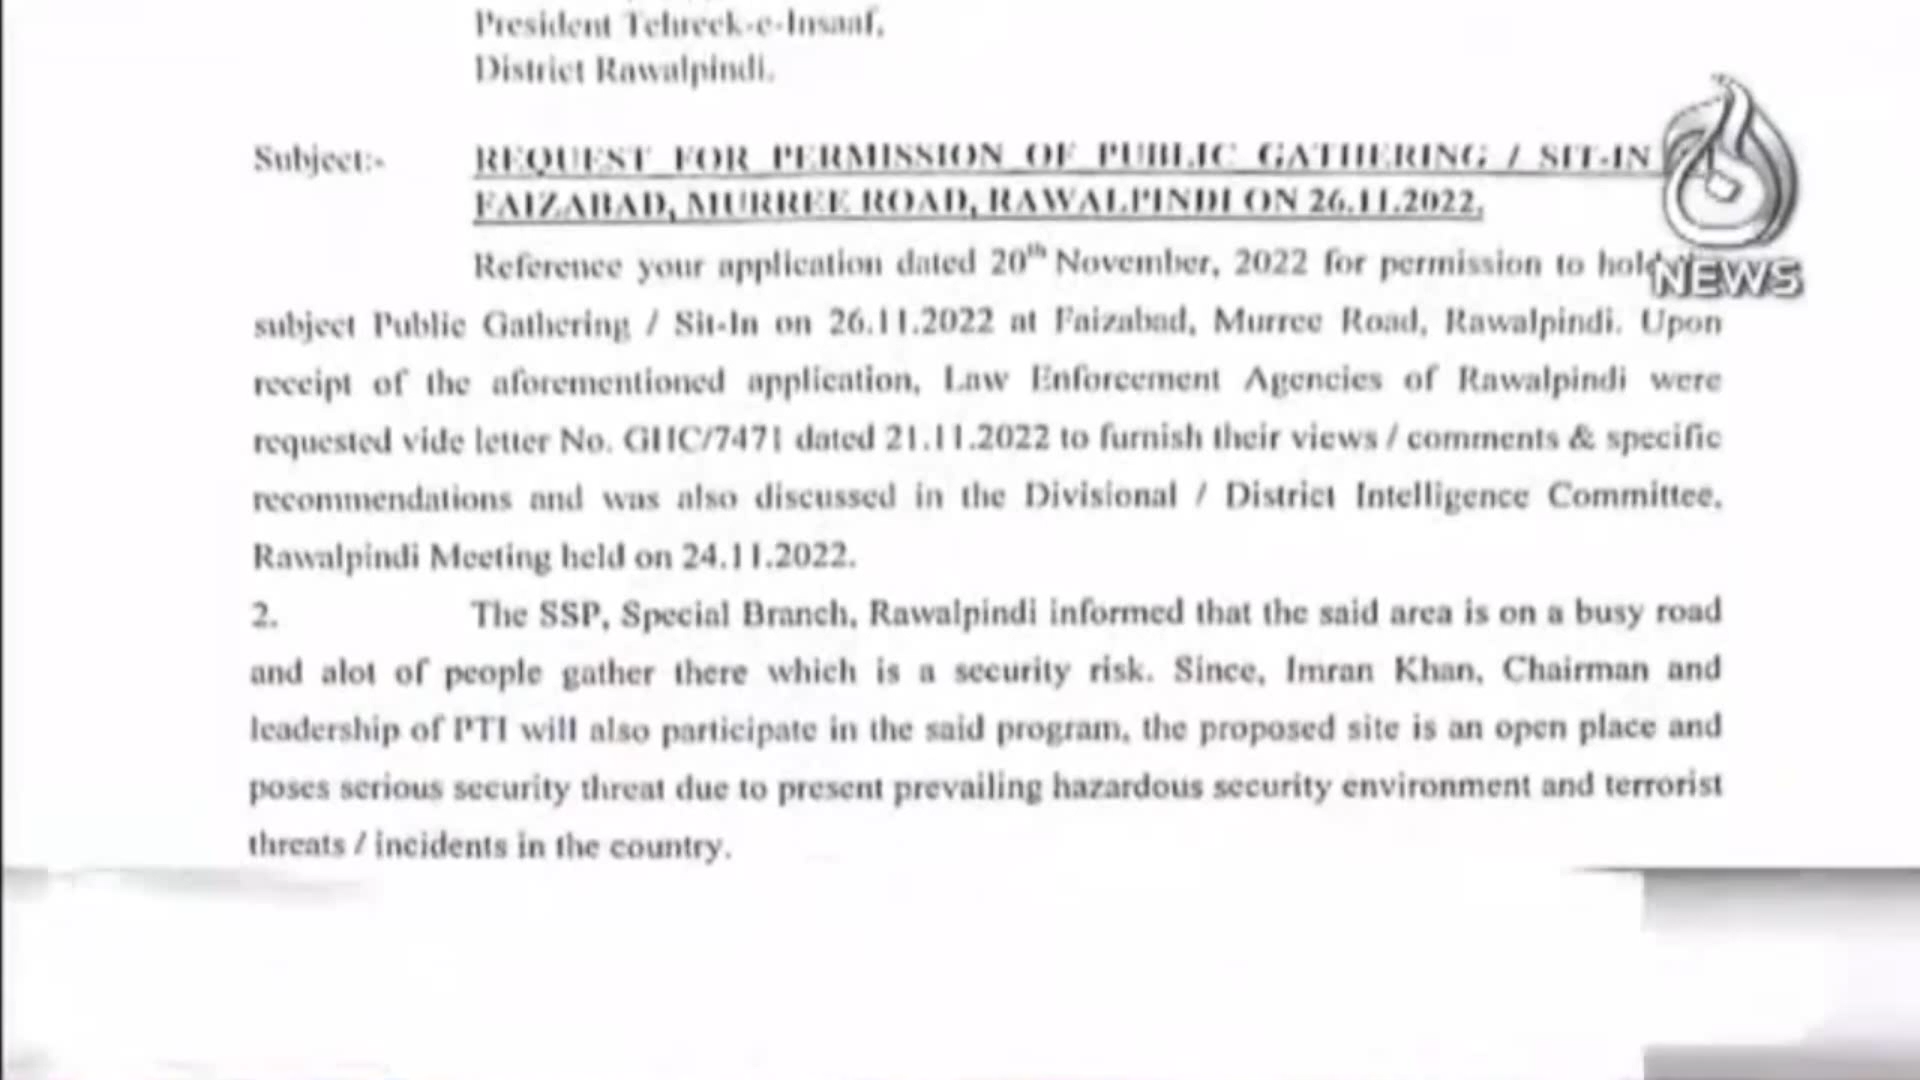 President Tehreek-e-Insaaf,
District Rawalpindi.
Subject:- REQUEST FOR PERMISSION OF PUBLIC GATHERING / SIT-IN
FAIZABAD, MURREE ROAD, RAWALPINDI ON 26.11.2022.
Reference your application dated 20th November, 2022 for permission to hold
NEWS
subject Public Gathering / Sit-In on 26.11.2022 at Faizabad, Murree Road, Rawalpindi. Upon
receipt of the aforementioned application, Law Enforcement Agencies of Rawalpindi were
requested vide letter No. GHC/7471 dated 21.11.2022 to furnish their views / comments & specific
recommendations and was also discussed in the Divisional / District Intelligence Committee,
Rawalpindi Meeting held on 24.11.2022.
2. The SSP, Special Branch, Rawalpindi informed that the said area is on a busy road
and alot of people gather there which is a security risk. Since, Imran Khan, Chairman and
leadership of PTI will also participate in the said program, the proposed site is an open place and
poses serious security threat due to present prevailing hazardous security environment and terrorist
threats / incidents in the country.